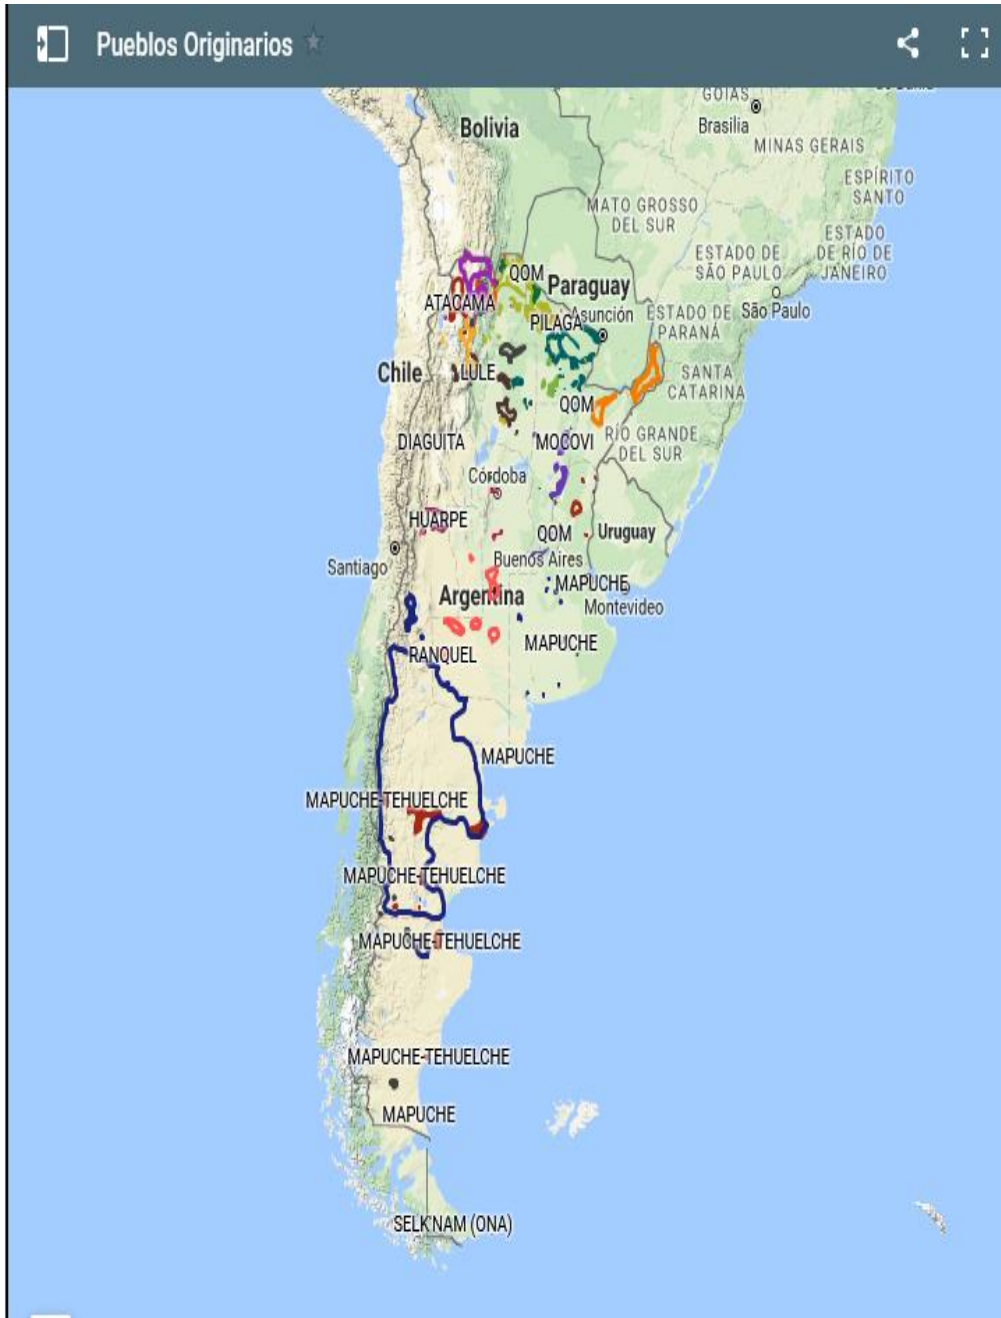 Pueblos Originarios
GOIÁS
Brasilia
Bolivia
MINAS GERAIS
ESPÍRITO
SANTO
MATO GROSSO
DEL SUR
ESTADO
DE RÍO DE
JANEIRO
ESTADO DE
SÃO PAULO
QOM
Paraguay
ATACAMA
São Paulo
PILAGA
Asunción
ESTADO DE
PARANÁ
Chile
LULE
SANTA
CATARINA
QOM
DIAGUITA
MOCOVI
RÍO GRANDE
DEL SUR
Córdoba
HUARPE
QOM
Uruguay
Santiago
Buenos Aires
MAPUCHE
Argentina
Montevideo
MAPUCHE
RANQUEL
MAPUCHE
MAPUCHE-TEHUELCHE
MAPUCHE-TEHUELCHE
MAPUCHE-TEHUELCHE
MAPUCHE-TEHUELCHE
MAPUCHE
SELK'NAM (ONA)